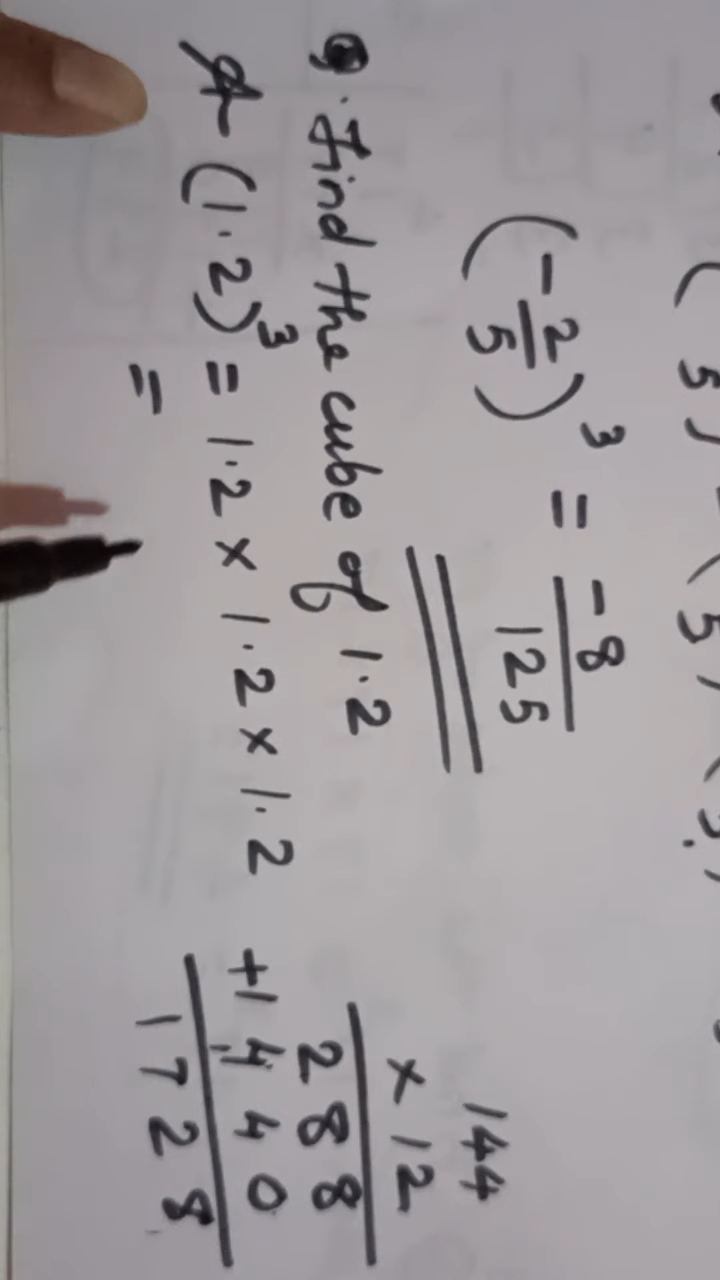 (-2/5)³ = -8/125
Q. Find the cube of 1.2
A (1.2)³ = 1.2 × 1.2 × 1.2
=
144
× 12
288
+1440
1728